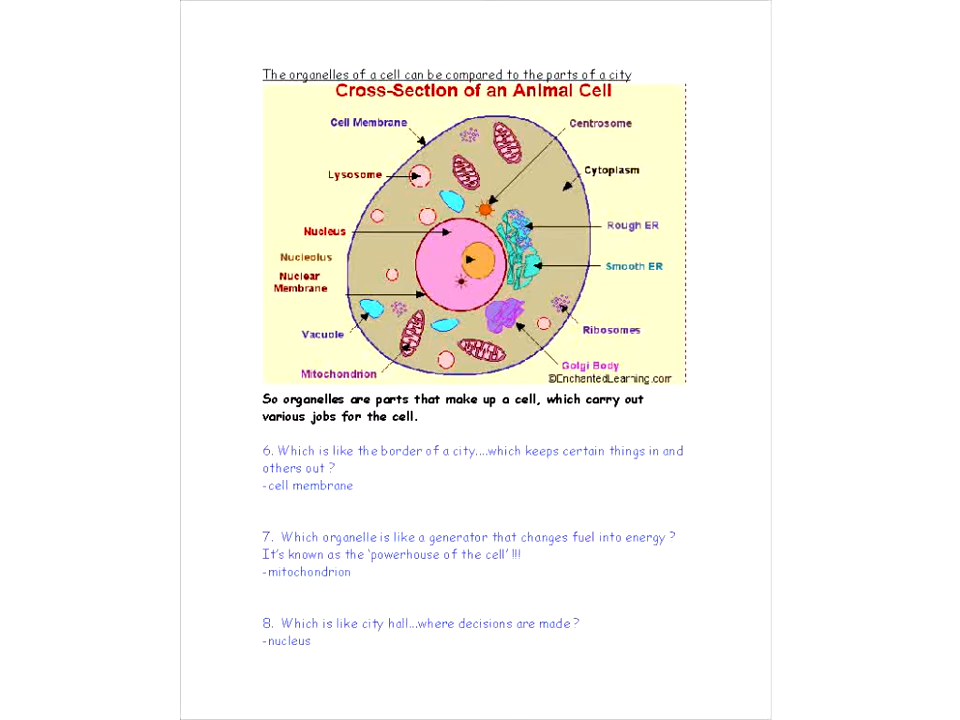 The organelles of a cell can be compared to the parts of a city
Cross-Section of an Animal Cell
Cell Membrane
Centrosome
Lysosome
Cytoplasm
Nucleus
Rough ER
Nucleolus
Smooth ER
Nuclear
Membrane
Vacuole
Ribosomes
Mitochondrion
Golgi Body
©EnchantedLearning.com
So organelles are parts that make up a cell, which carry out
various jobs for the cell.
6. Which is like the border of a city....which keeps certain things in and
others out ?
-cell membrane
7. Which organelle is like a generator that changes fuel into energy ?
It's known as the ‘powerhouse of the cell’ !!!
-mitochondrion
8. Which is like city hall...where decisions are made ?
-nucleus